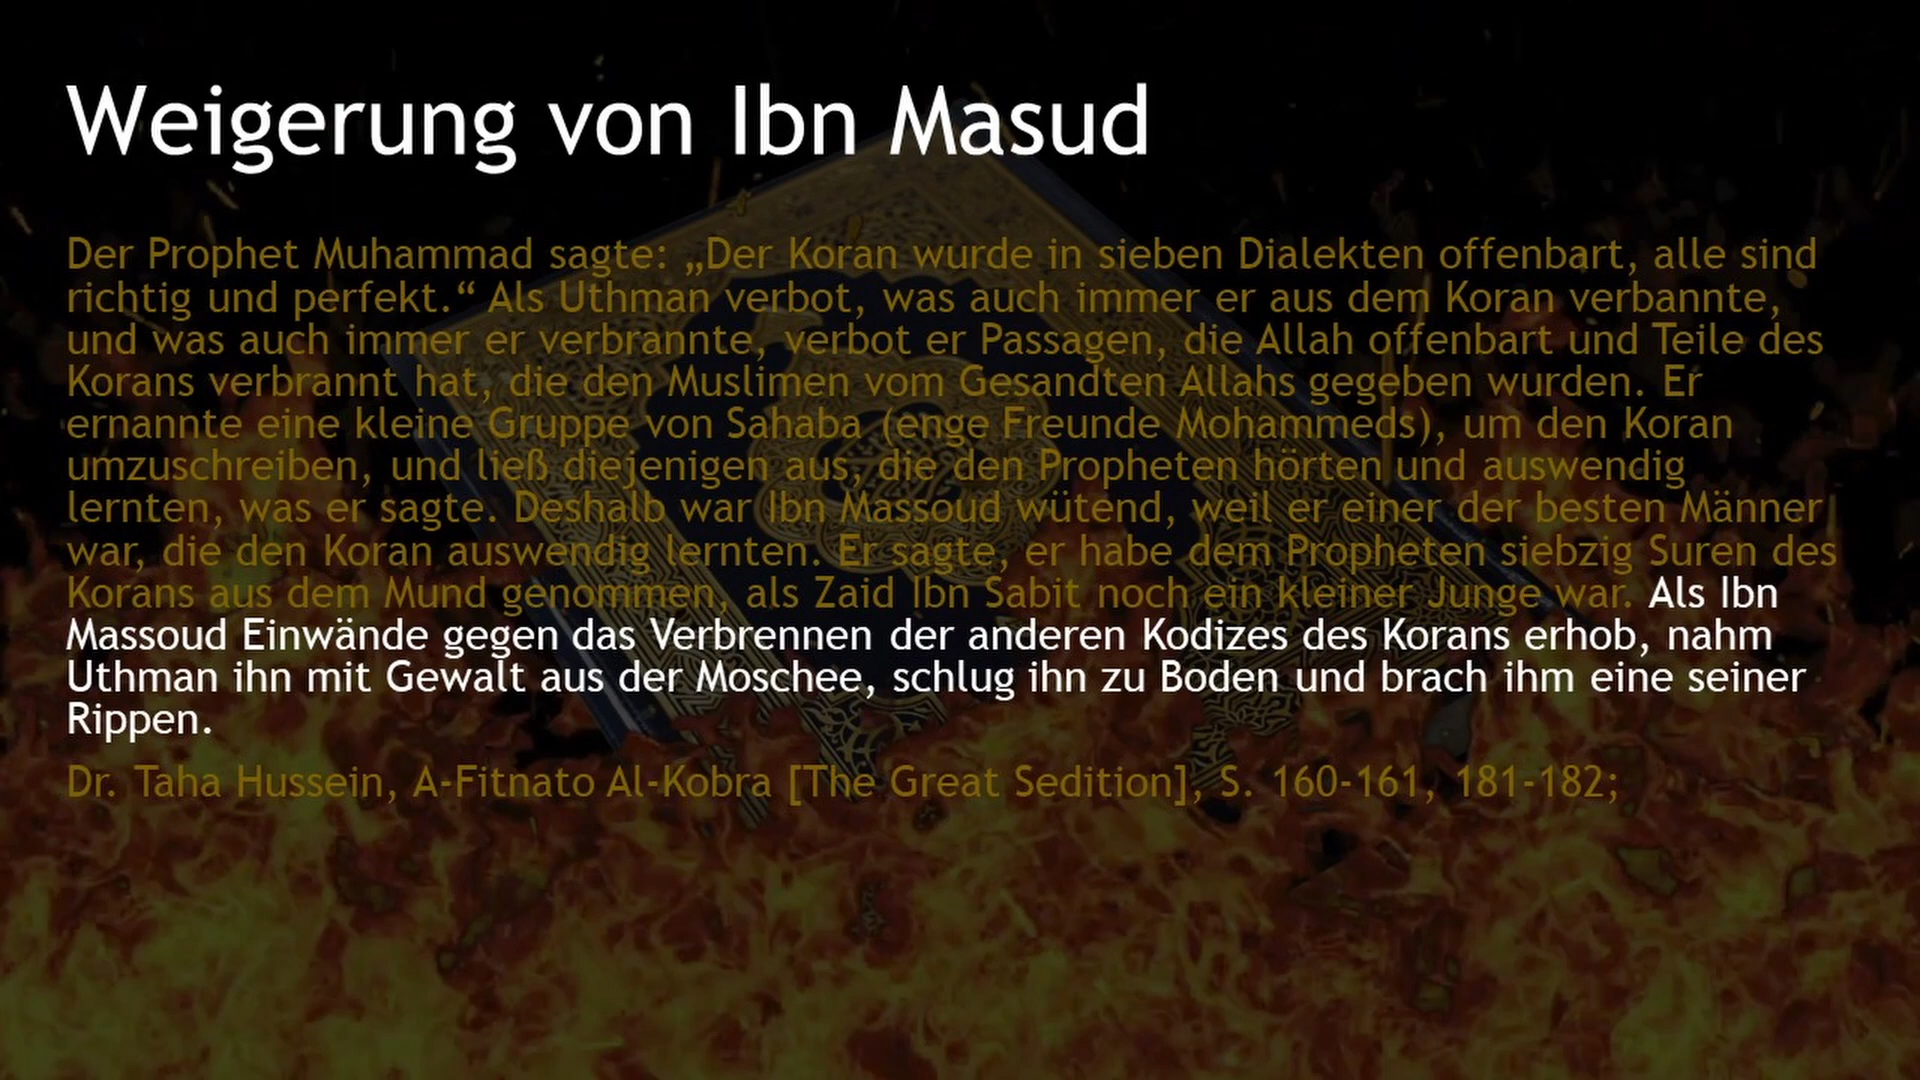 Weigerung von Ibn Masud
Der Prophet Muhammad sagte: „Der Koran wurde in sieben Dialekten offenbart, alle sind
richtig und perfekt.“ Als Uthman verbot, was auch immer er aus dem Koran verbannte,
und was auch immer er verbrannte, verbot er Passagen, die Allah offenbart und Teile des
Korans verbrannt hat, die den Muslimen vom Gesandten Allahs gegeben wurden. Er
ernannte eine kleine Gruppe von Sahaba (enge Freunde Mohammeds), um den Koran
umzuschreiben, und ließ diejenigen aus, die den Propheten hörten und auswendig
lernten, was er sagte. Deshalb war Ibn Massoud wütend, weil er einer der besten Männer
war, die den Koran auswendig lernten. Er sagte, er habe dem Propheten siebzig Suren des
Korans aus dem Mund genommen, als Zaid Ibn Sabit noch ein kleiner Junge war. Als Ibn
Massoud Einwände gegen das Verbrennen der anderen Kodizes des Korans erhob, nahm
Uthman ihn mit Gewalt aus der Moschee, schlug ihn zu Boden und brach ihm eine seiner
Rippen.
Dr. Taha Hussein, A-Fitnato Al-Kobra [The Great Sedition], S. 160-161, 181-182;